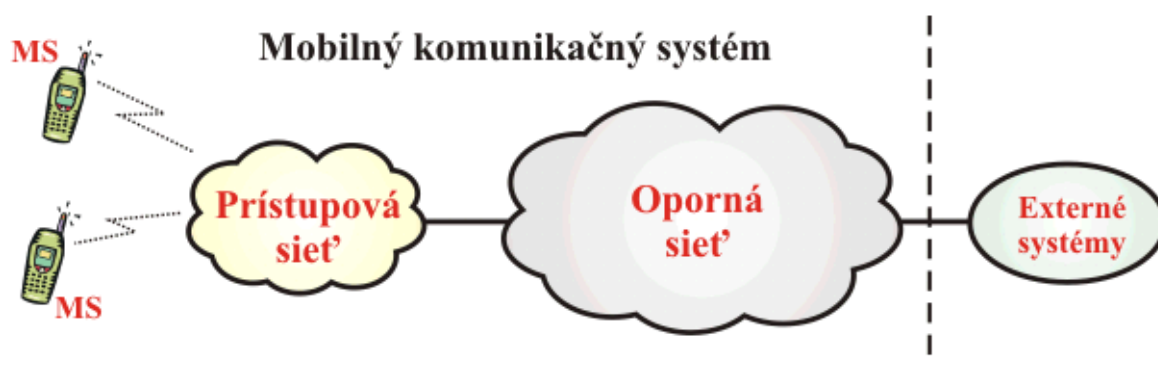 Mobilný komunikačný systém
MS
MS
Prístupová
sieť
Oporná
sieť
Externé
systémy